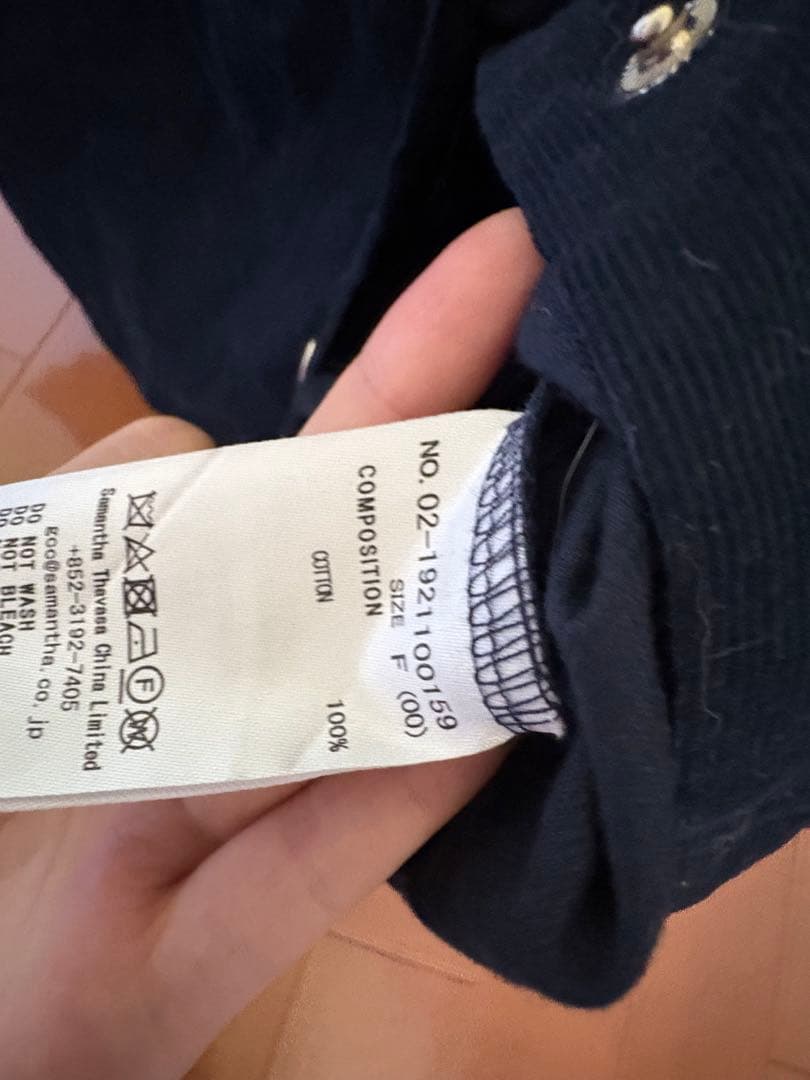 NO. 02-1921100159
SIZE F (00)
COMPOSITION
COTTON 100%
F W
Samantha Thavasa China Limited
+852-3192-7405
goo@samantha.co.jp
DO NOT WASH
DO NOT BLEACH